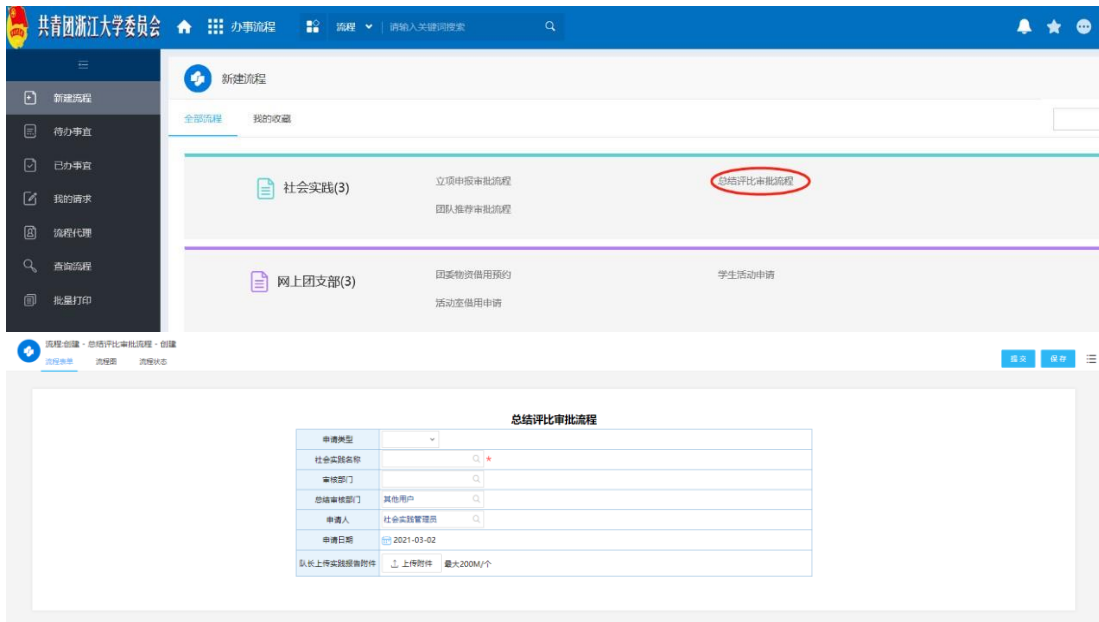 共青团浙江大学委员会 办事流程 流程 请输入关键词搜索
新建流程
待办事宜
已办事宜
我的请求
流程代理
查询流程
批量打印
新建流程
全部流程 我的收藏
社会实践(3)
立项申报审批流程 总结评比审批流程
团队推荐审批流程
网上团支部(3)
团委物资借用预约 学生活动申请
活动室借用申请
流程:创建 - 总结评比审批流程 - 创建
流程表单 流程图 流程状态
提交 保存
总结评比审批流程
申请类型
社会实践名称 *
审核部门
总结审核部门 其他用户
申请人 社会实践管理员
申请日期 2021-03-02
队长上传实践报告附件 上传附件 最大200M/个